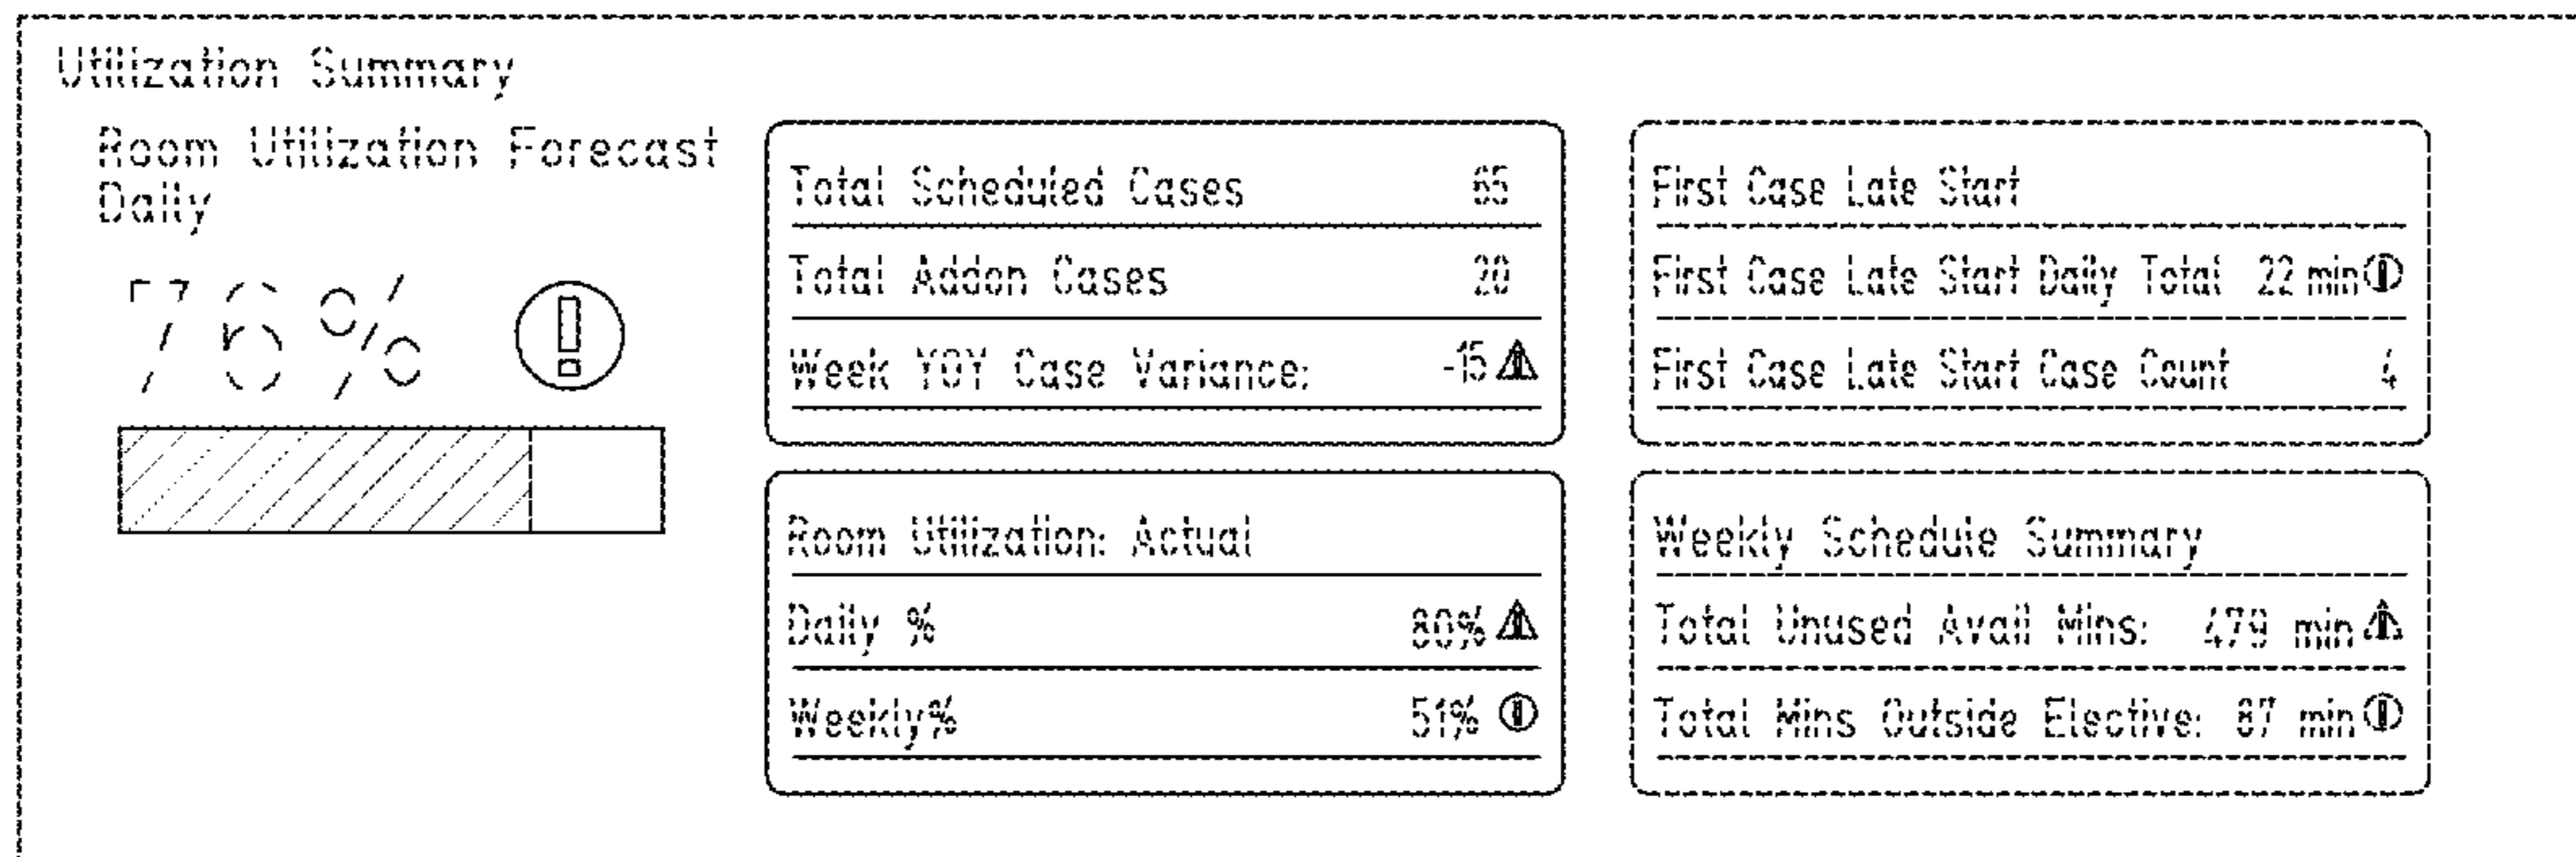 Utilization Summary
Room Utilization Forecast
Daily
76%
Total Scheduled Cases 65
Total Addon Cases 20
Week YOY Case Variance: -15
Room Utilization: Actual
Daily % 80%
Weekly% 51%
First Case Late Start
First Case Late Start Daily Total 22 min
First Case Late Start Case Count 4
Weekly Schedule Summary
Total Unused Avail Mins: 479 min
Total Mins Outside Elective: 87 min